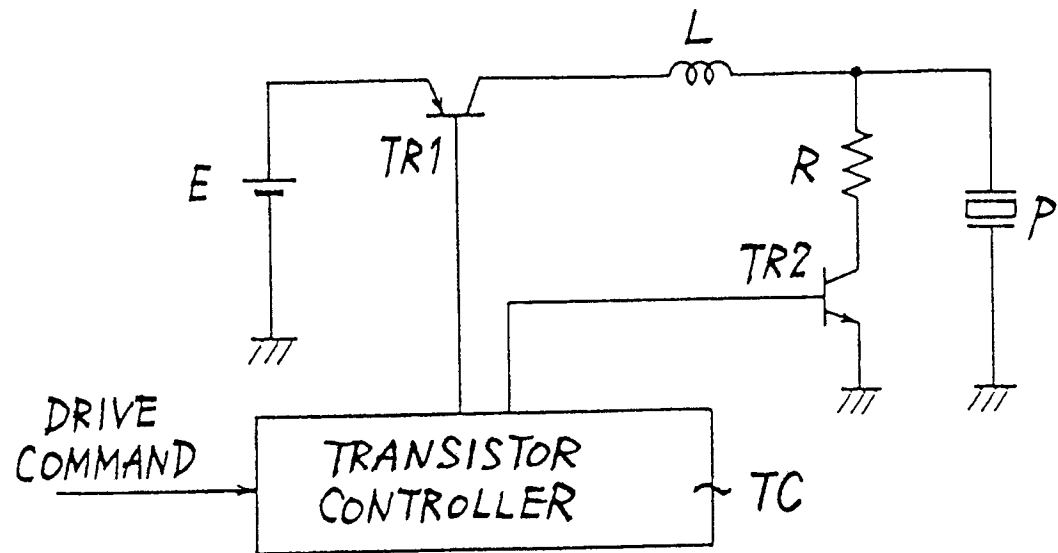 L
TR1
E
R
P
TR2
DRIVE
COMMAND
TRANSISTOR
CONTROLLER
TC